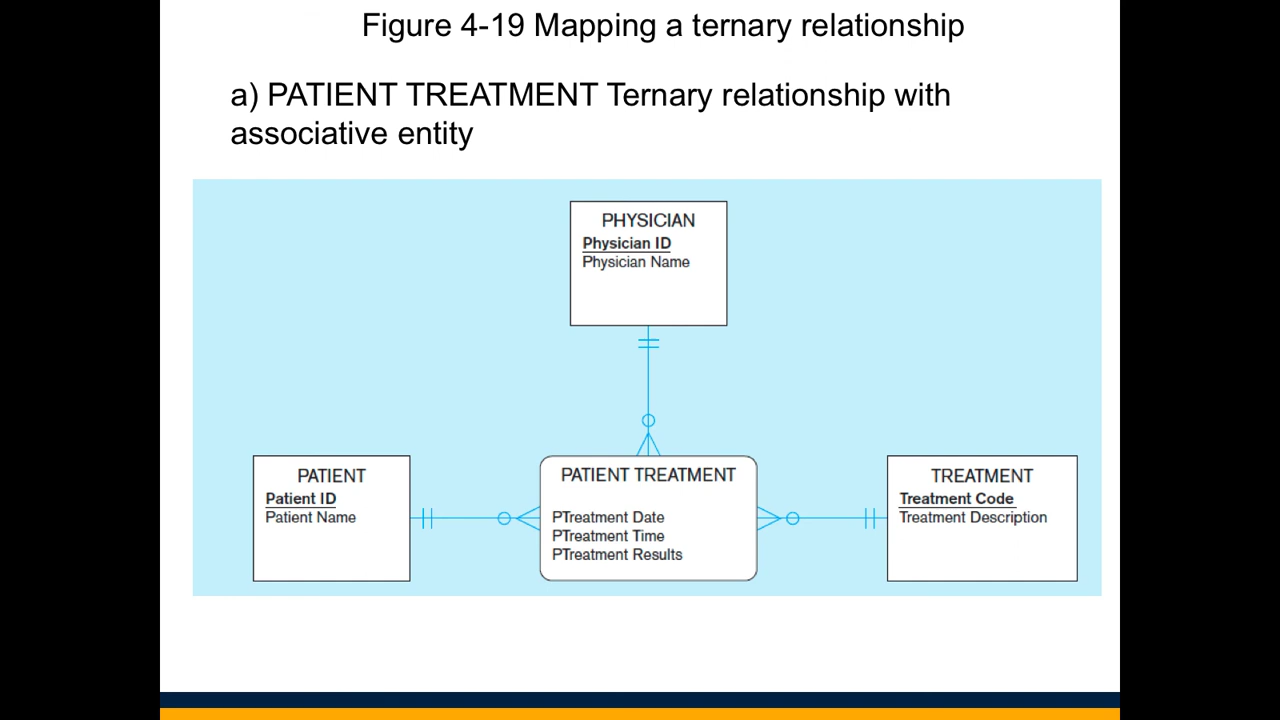 Figure 4-19 Mapping a ternary relationship
a) PATIENT TREATMENT Ternary relationship with
associative entity
PHYSICIAN
Physician ID
Physician Name
PATIENT
Patient ID
Patient Name
PATIENT TREATMENT
PTreatment Date
PTreatment Time
PTreatment Results
TREATMENT
Treatment Code
Treatment Description